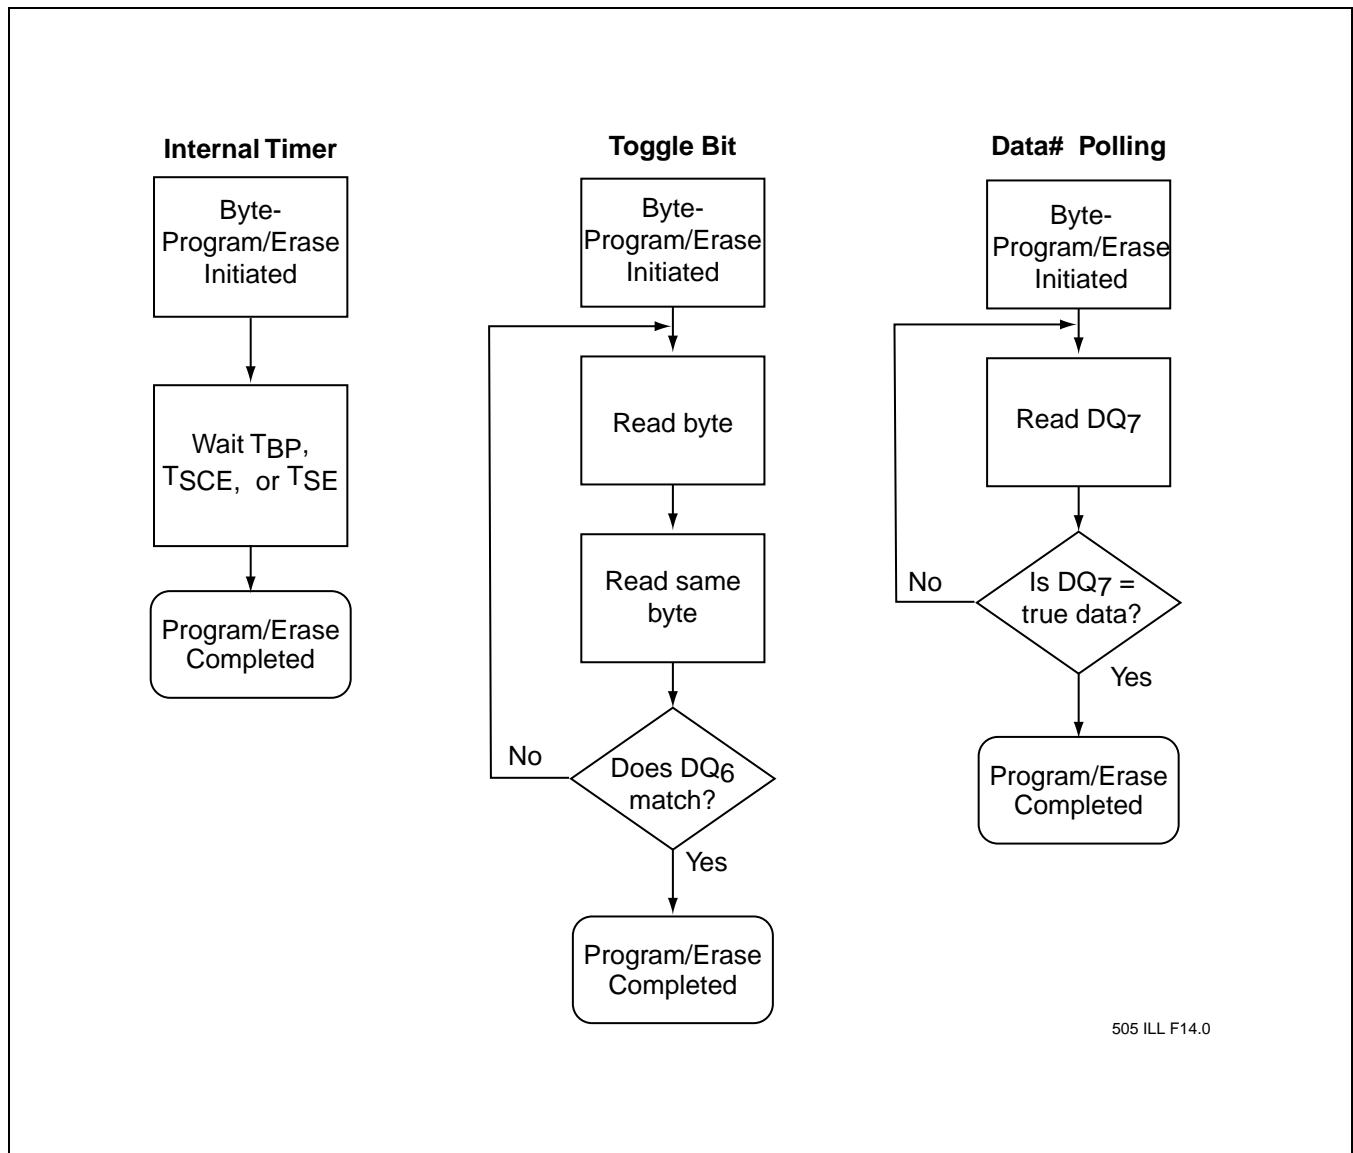 Internal Timer
Byte-
Program/Erase
Initiated
Wait TBP,
TSCE, or TSE
Program/Erase
Completed
Toggle Bit
Byte-
Program/Erase
Initiated
Read byte
Read same
byte
Does DQ6
match?
No
Yes
Program/Erase
Completed
Data# Polling
Byte-
Program/Erase
Initiated
Read DQ7
Is DQ7 =
true data?
No
Yes
Program/Erase
Completed
505 ILL F14.0